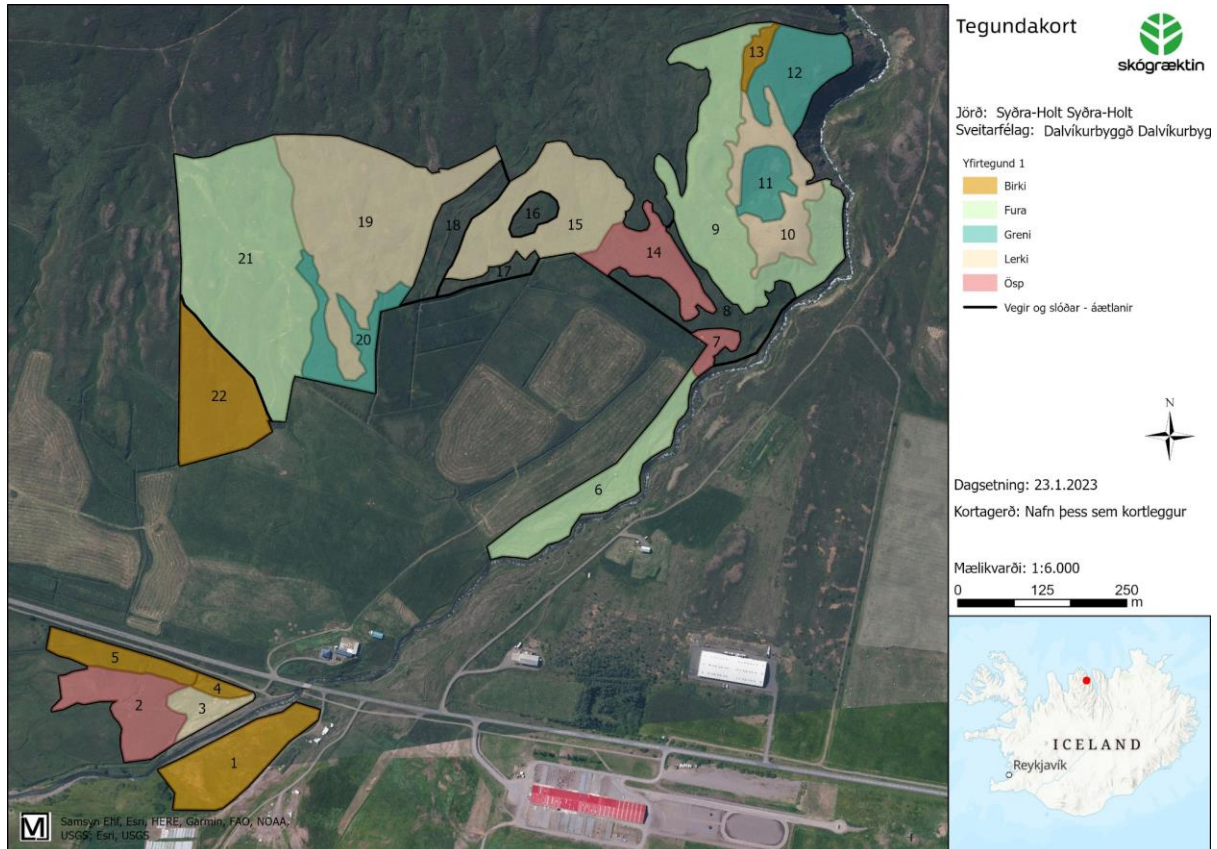 Tegundakort
skógræktin
Jörð: Syðra-Holt Syðra-Holt
Sveitarfélag: Dalvíkurbyggð Dalvíkurbyg
Yfirtegund 1
Birki
Fura
Greni
Lerki
Ösp
Vegir og slóðar - áætlanir
N
Dagsetning: 23.1.2023
Kortagerð: Nafn þess sem kortleggur
Mælikvarði: 1:6.000
0 125 250
m
ICELAND
Reykjavík
13
12
11
9
10
19
18
16
15
17
14
21
8
7
20
22
6
5
4
2
3
1
M
Samsyn Ehf, Esri, HERE, Garmin, FAO, NOAA,
USGS, Esri, USGS